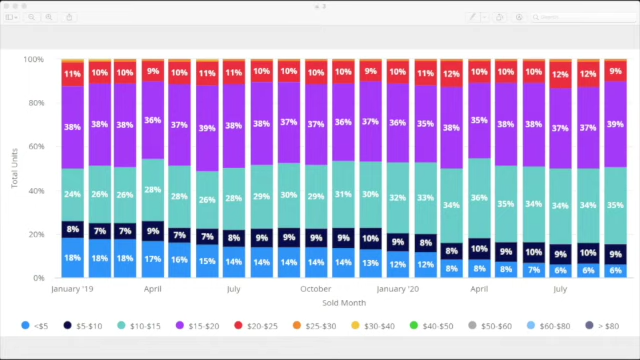 2
Search
100%
11% 10% 10% 9% 10% 11% 11% 10% 10% 10% 10% 9% 10% 11% 12% 10% 10% 10% 12% 12% 9%
80%
38% 38% 38% 36% 37% 39% 38% 38% 37% 37% 36% 37% 36% 35% 38% 35% 38% 38% 37% 37% 39%
60%
Total Units
40%
24% 26% 26% 28% 28% 26% 28% 29% 30% 29% 31% 30% 32% 33% 34% 36% 35% 34% 34% 34% 35%
20%
8% 7% 7% 9% 7% 7% 8% 9% 9% 9% 9% 10% 9% 8% 8% 10% 9% 10% 9% 10% 9%
18% 18% 18% 17% 16% 15% 14% 14% 14% 14% 14% 13% 12% 12% 8% 8% 8% 7% 6% 6% 6%
0%
January '19 April July October January '20 April July
Sold Month
<$5 $5-$10 $10-$15 $15-$20 $20-$25 $25-$30 $30-$40 $40-$50 $50-$60 $60-$80 > $80